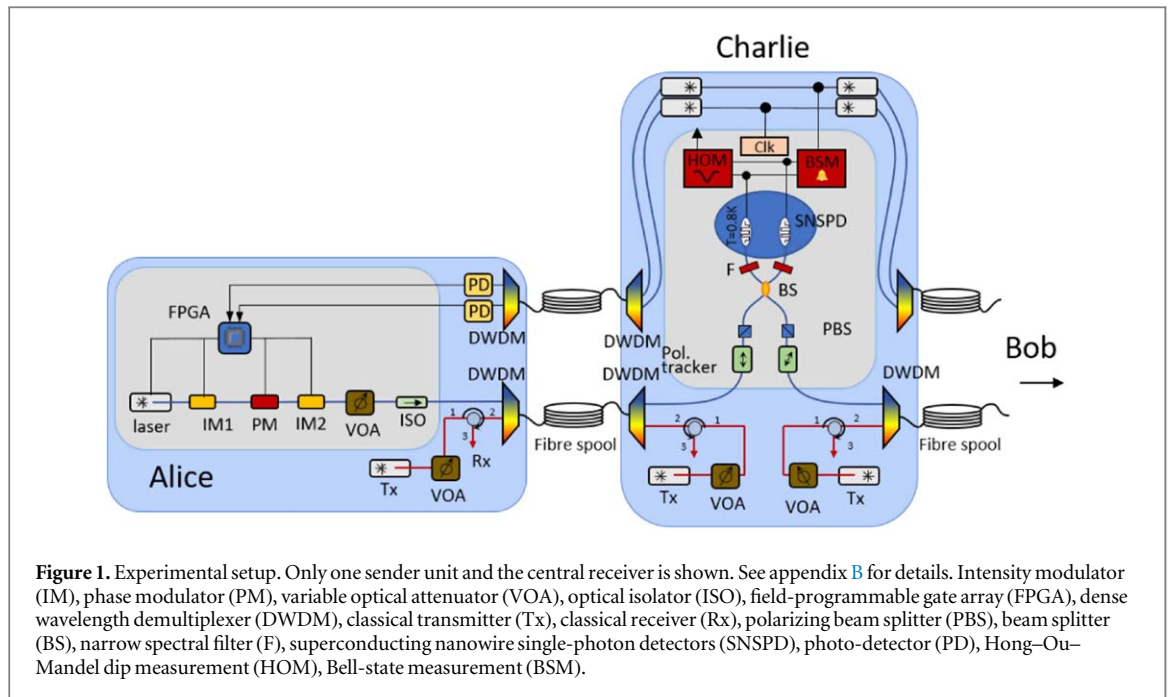 Charlie
Clk
HOM
BSM
T=0.8K
SNSPD
F
BS
PBS
Pol.
tracker
PD
PD
FPGA
DWDM
DWDM
Bob
DWDM
DWDM
DWDM
laser
IM1
PM
IM2
VOA
ISO
1
2
3
Rx
Tx
VOA
Alice
Fibre spool
2
1
3
Tx
VOA
1
2
3
VOA
Tx
Fibre spool
Figure 1. Experimental setup. Only one sender unit and the central receiver is shown. See appendix B for details. Intensity modulator
(IM), phase modulator (PM), variable optical attenuator (VOA), optical isolator (ISO), field-programmable gate array (FPGA), dense
wavelength demultiplexer (DWDM), classical transmitter (Tx), classical receiver (Rx), polarizing beam splitter (PBS), beam splitter
(BS), narrow spectral filter (F), superconducting nanowire single-photon detectors (SNSPD), photo-detector (PD), Hong–Ou–
Mandel dip measurement (HOM), Bell-state measurement (BSM).